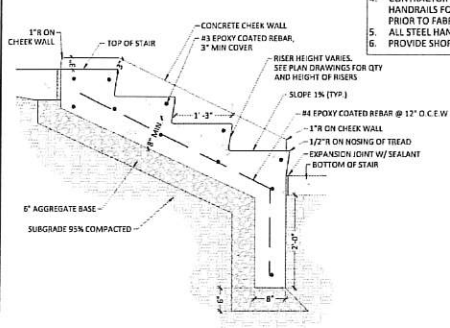 1"R ON
CHEEK WALL
TOP OF STAIR
CONCRETE CHEEK WALL
#3 EPOXY COATED REBAR,
3" MIN COVER
RISER HEIGHT VARIES.
SEE PLAN DRAWINGS FOR QTY
AND HEIGHT OF RISERS
SLOPE 1% (TYP.)
1'-3"
8" MIN
#4 EPOXY COATED REBAR @ 12" O.C.E.W
1"R ON CHEEK WALL
1/2"R ON NOSING OF TREAD
EXPANSION JOINT W/ SEALANT
BOTTOM OF STAIR
6" AGGREGATE BASE
SUBGRADE 95% COMPACTED
2'-0"
6"
8"
HANDRAILS FO
PRIOR TO FABR
5. ALL STEEL HAN
6. PROVIDE SHOP